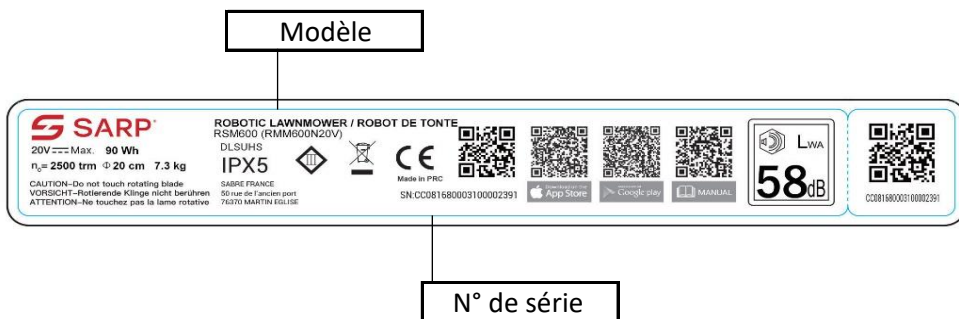 Modèle
SARP
20V Max. 90 Wh
n₀= 2500 trm Φ 20 cm 7.3 kg
CAUTION–Do not touch rotating blade
VORSICHT–Rotierende Klinge nicht berühren
ATTENTION–Ne touchez pas la lame rotative
ROBOTIC LAWNMOWER / ROBOT DE TONTE
RSM600 (RMM600N20V)
DLSUHS
IPX5
SABRE FRANCE
50 rue de l'ancien port
76370 MARTIN EGLISE
III
CE
Made in PRC
SN:CC081680003100002391
App Store
Google play
MANUAL
LWA
58dB
CC081680003100002391
N° de série